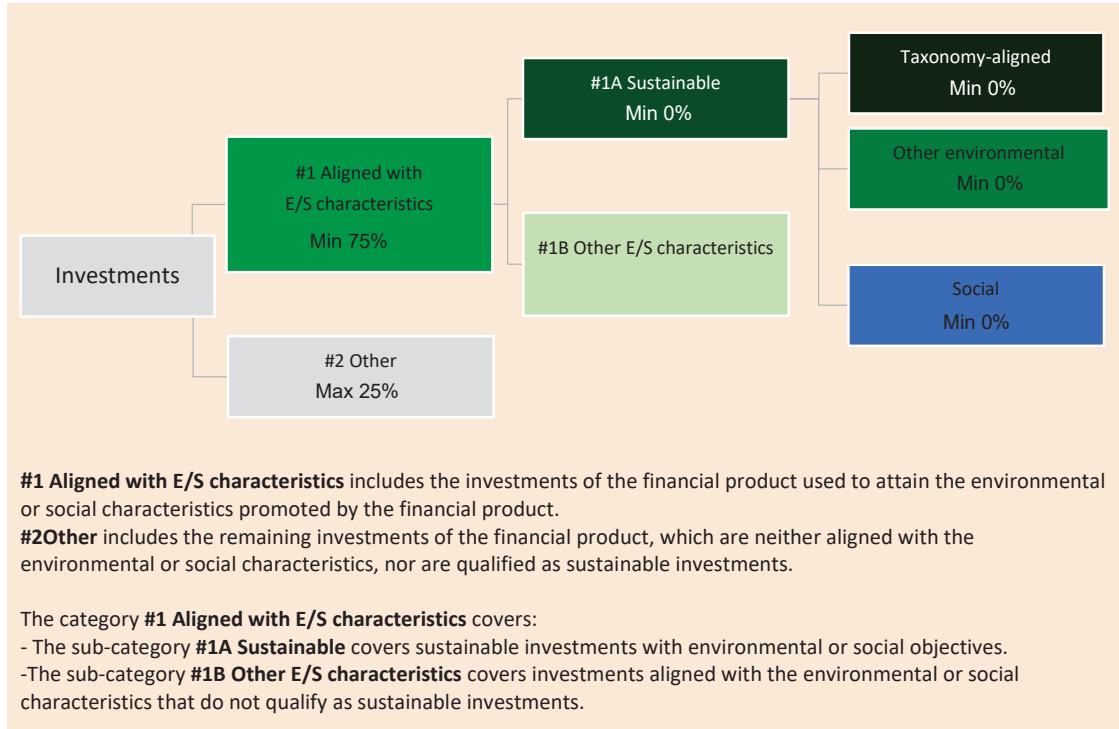 Investments
#1 Aligned with
E/S characteristics
Min 75%
#2 Other
Max 25%
#1A Sustainable
Min 0%
#1B Other E/S characteristics
Taxonomy-aligned
Min 0%
Other environmental
Min 0%
Social
Min 0%
#1 Aligned with E/S characteristics includes the investments of the financial product used to attain the environmental
or social characteristics promoted by the financial product.
#2Other includes the remaining investments of the financial product, which are neither aligned with the
environmental or social characteristics, nor are qualified as sustainable investments.
The category #1 Aligned with E/S characteristics covers:
- The sub-category #1A Sustainable covers sustainable investments with environmental or social objectives.
-The sub-category #1B Other E/S characteristics covers investments aligned with the environmental or social
characteristics that do not qualify as sustainable investments.